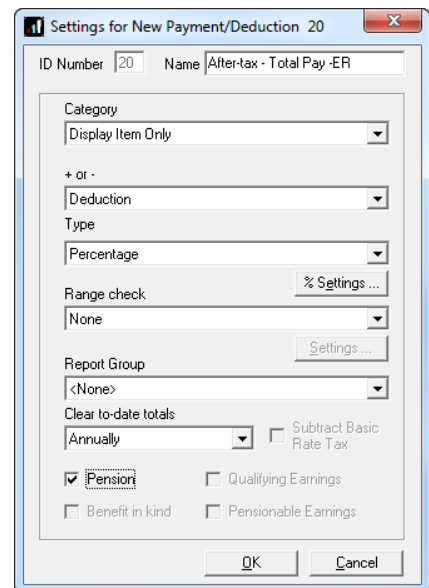 Settings for New Payment/Deduction 20
ID Number 20 Name After-tax - Total Pay -ER
Category
Display Item Only
+ or -
Deduction
Type
Percentage
% Settings ...
Range check
None
Settings ...
Report Group
<None>
Clear to-date totals
Annually
Subtract Basic
Rate Tax
Pension Qualifying Earnings
Benefit in kind Pensionable Earnings
OK Cancel